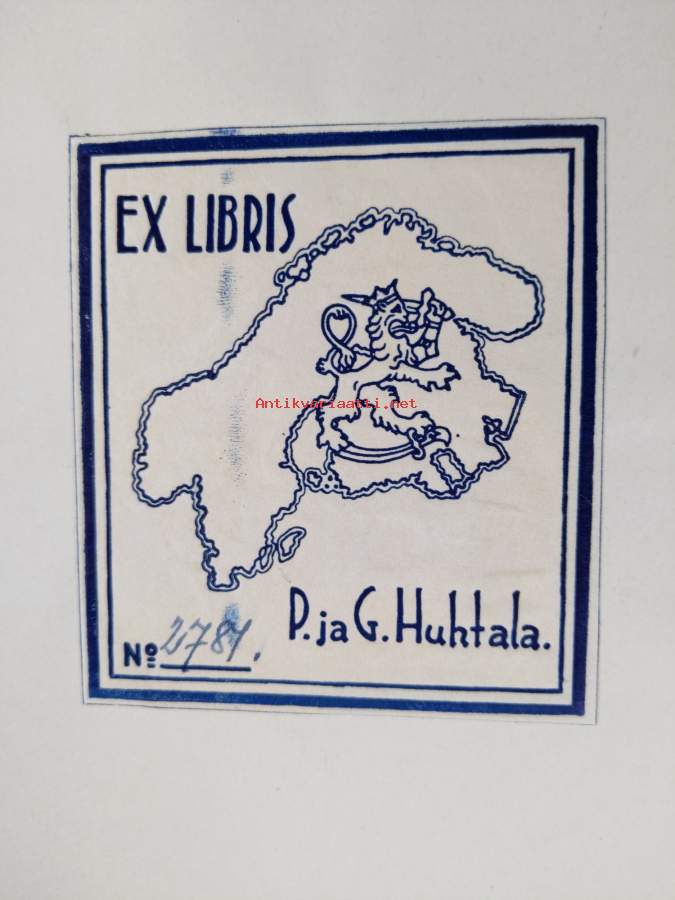 EX LIBRIS
Antikvariaatti.net
P. ja G. Huhtala.
No 2781.